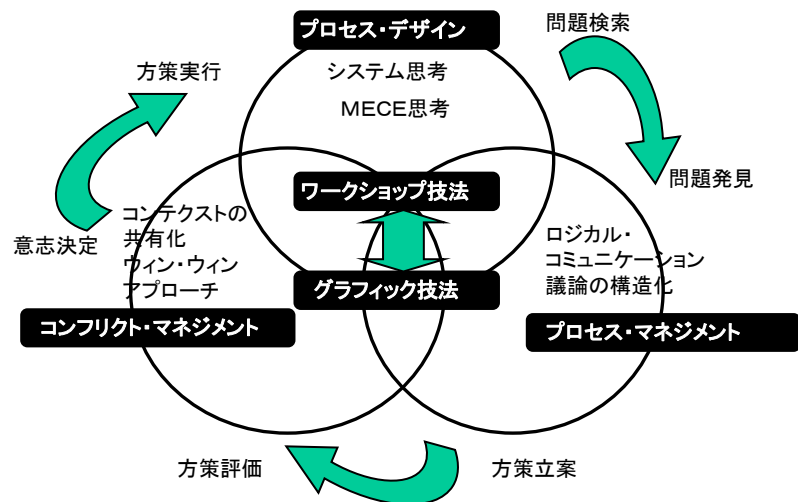 プロセス・デザイン
問題検索
方策実行
システム思考
MECE思考
ワークショップ技法
問題発見
意志決定
コンテクストの
共有化
ウィン・ウィン
アプローチ
ロジカル・
コミュニケーション
議論の構造化
グラフィック技法
コンフリクト・マネジメント
プロセス・マネジメント
方策評価
方策立案